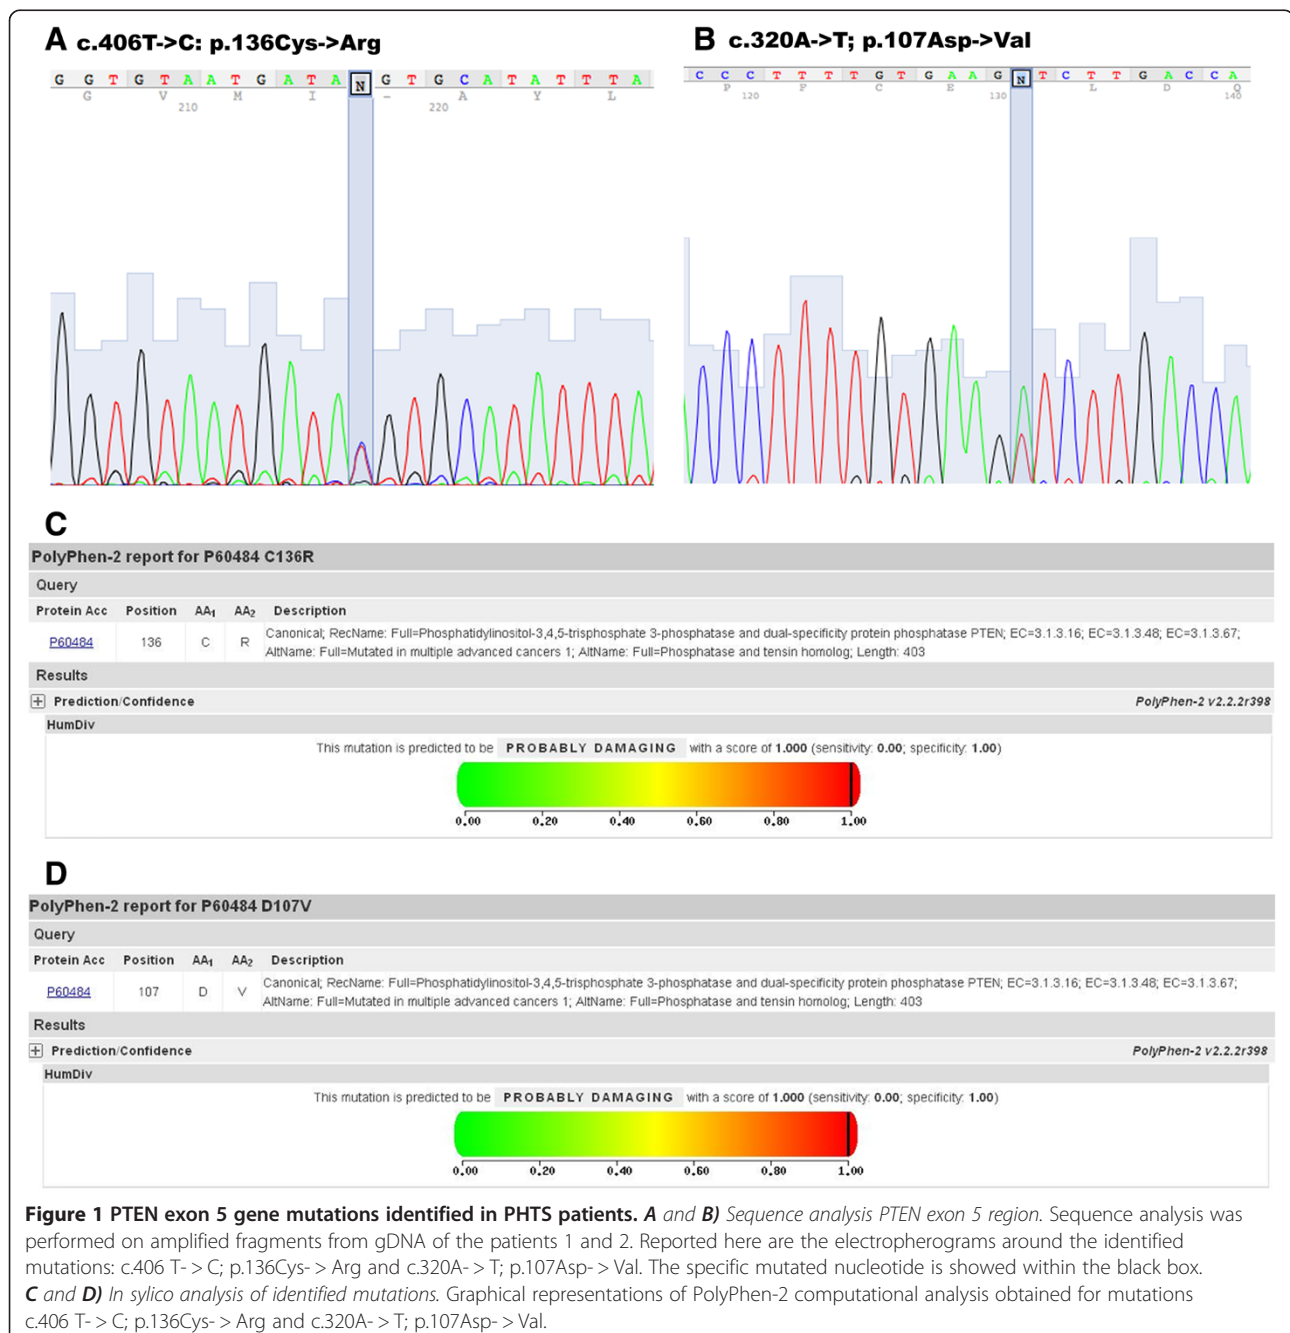 A c.406T->C: p.136Cys->Arg
G G T G T A A T G A T A N G T G C A T A T T T A
G V M I – A Y L
210 220
B c.320A->T; p.107Asp->Val
C C C T T T G T G A A G N T C T T G A C C A
P F C E L D Q
120 130 140
C
PolyPhen-2 report for P60484 C136R
Query
Protein Acc Position AA1 AA2 Description
P60484 136 C R Canonical; RecName: Full=Phosphatidylinositol-3,4,5-trisphosphate 3-phosphatase and dual-specificity protein phosphatase PTEN; EC=3.1.3.16; EC=3.1.3.48; EC=3.1.3.67;
AltName: Full=Mutated in multiple advanced cancers 1; AltName: Full=Phosphatase and tensin homolog; Length: 403
Results
+ Prediction/Confidence PolyPhen-2 v2.2.2r398
HumDiv
This mutation is predicted to be PROBABLY DAMAGING with a score of 1.000 (sensitivity: 0.00; specificity: 1.00)
0.00 0.20 0.40 0.60 0.80 1.00
D
PolyPhen-2 report for P60484 D107V
Query
Protein Acc Position AA1 AA2 Description
P60484 107 D V Canonical; RecName: Full=Phosphatidylinositol-3,4,5-trisphosphate 3-phosphatase and dual-specificity protein phosphatase PTEN; EC=3.1.3.16; EC=3.1.3.48; EC=3.1.3.67;
AltName: Full=Mutated in multiple advanced cancers 1; AltName: Full=Phosphatase and tensin homolog; Length: 403
Results
+ Prediction/Confidence PolyPhen-2 v2.2.2r398
HumDiv
This mutation is predicted to be PROBABLY DAMAGING with a score of 1.000 (sensitivity: 0.00; specificity: 1.00)
0.00 0.20 0.40 0.60 0.80 1.00
Figure 1 PTEN exon 5 gene mutations identified in PHTS patients. A and B) Sequence analysis PTEN exon 5 region. Sequence analysis was
performed on amplified fragments from gDNA of the patients 1 and 2. Reported here are the electropherograms around the identified
mutations: c.406 T- > C; p.136Cys- > Arg and c.320A- > T; p.107Asp- > Val. The specific mutated nucleotide is showed within the black box.
C and D) In sylico analysis of identified mutations. Graphical representations of PolyPhen-2 computational analysis obtained for mutations
c.406 T- > C; p.136Cys- > Arg and c.320A- > T; p.107Asp- > Val.